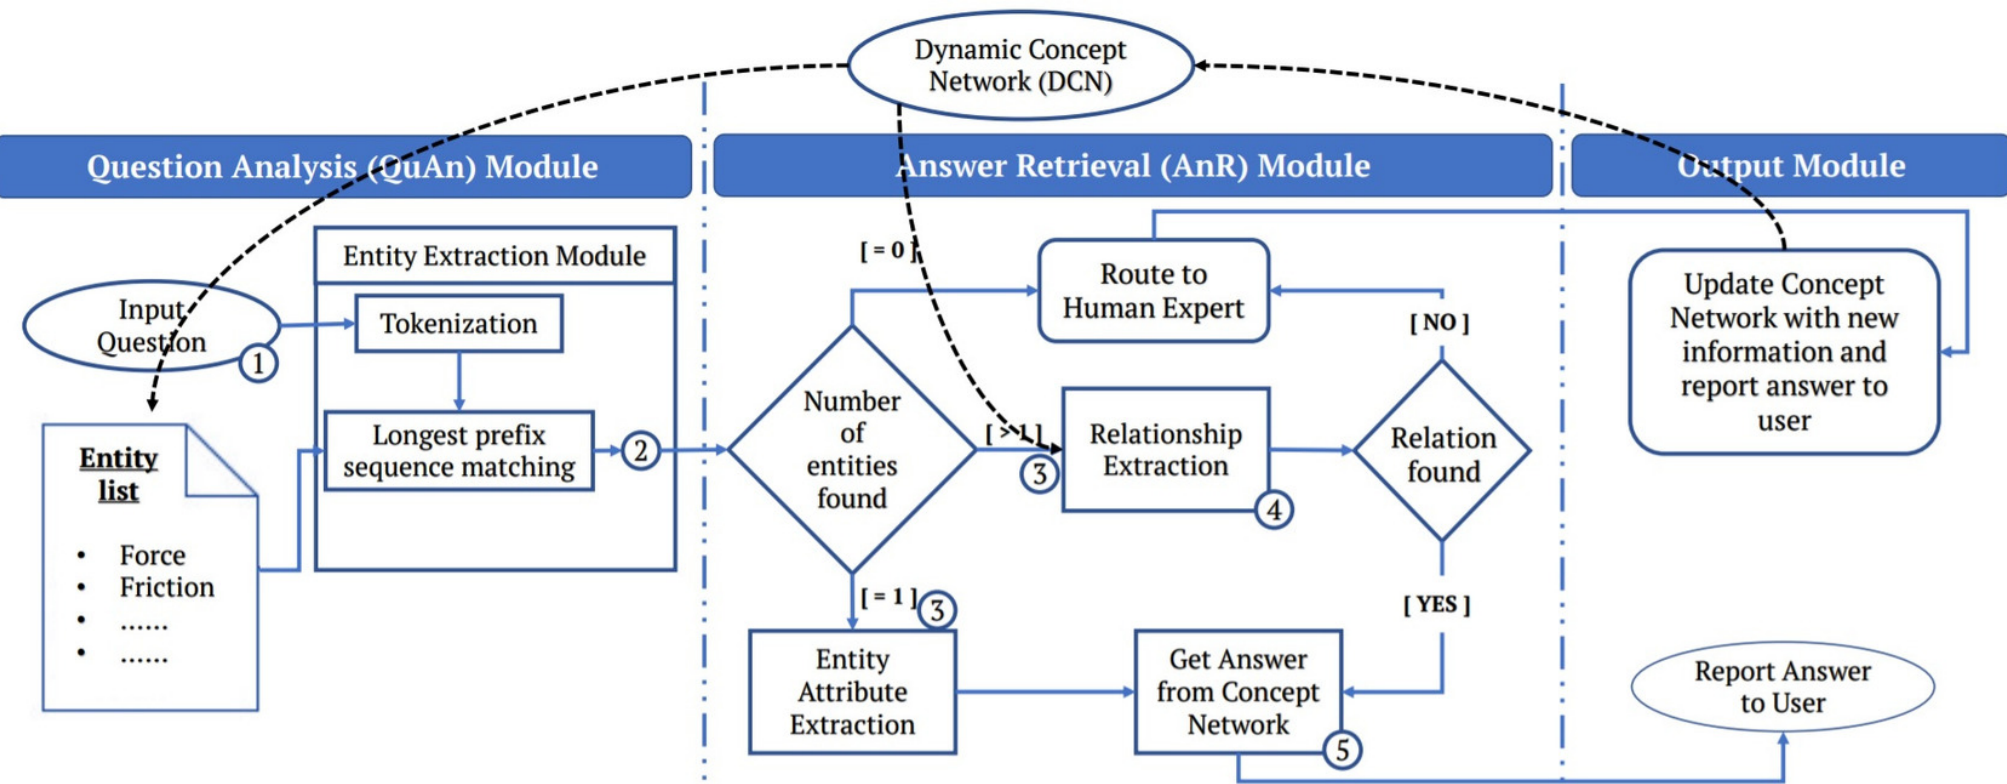 Dynamic Concept
Network (DCN)
Question Analysis (QuAn) Module
Answer Retrieval (AnR) Module
Output Module
Input
Question
1
Entity Extraction Module
Tokenization
Longest prefix
sequence matching
2
Entity
list
• Force
• Friction
• ......
• ......
[ = 0 ]
Route to
Human Expert
[ NO ]
Number
of
entities
found
[ > 1 ]
3
Relationship
Extraction
4
Relation
found
[ = 1 ]
3
[ YES ]
Entity
Attribute
Extraction
Get Answer
from Concept
Network
5
Update Concept
Network with new
information and
report answer to
user
Report Answer
to User